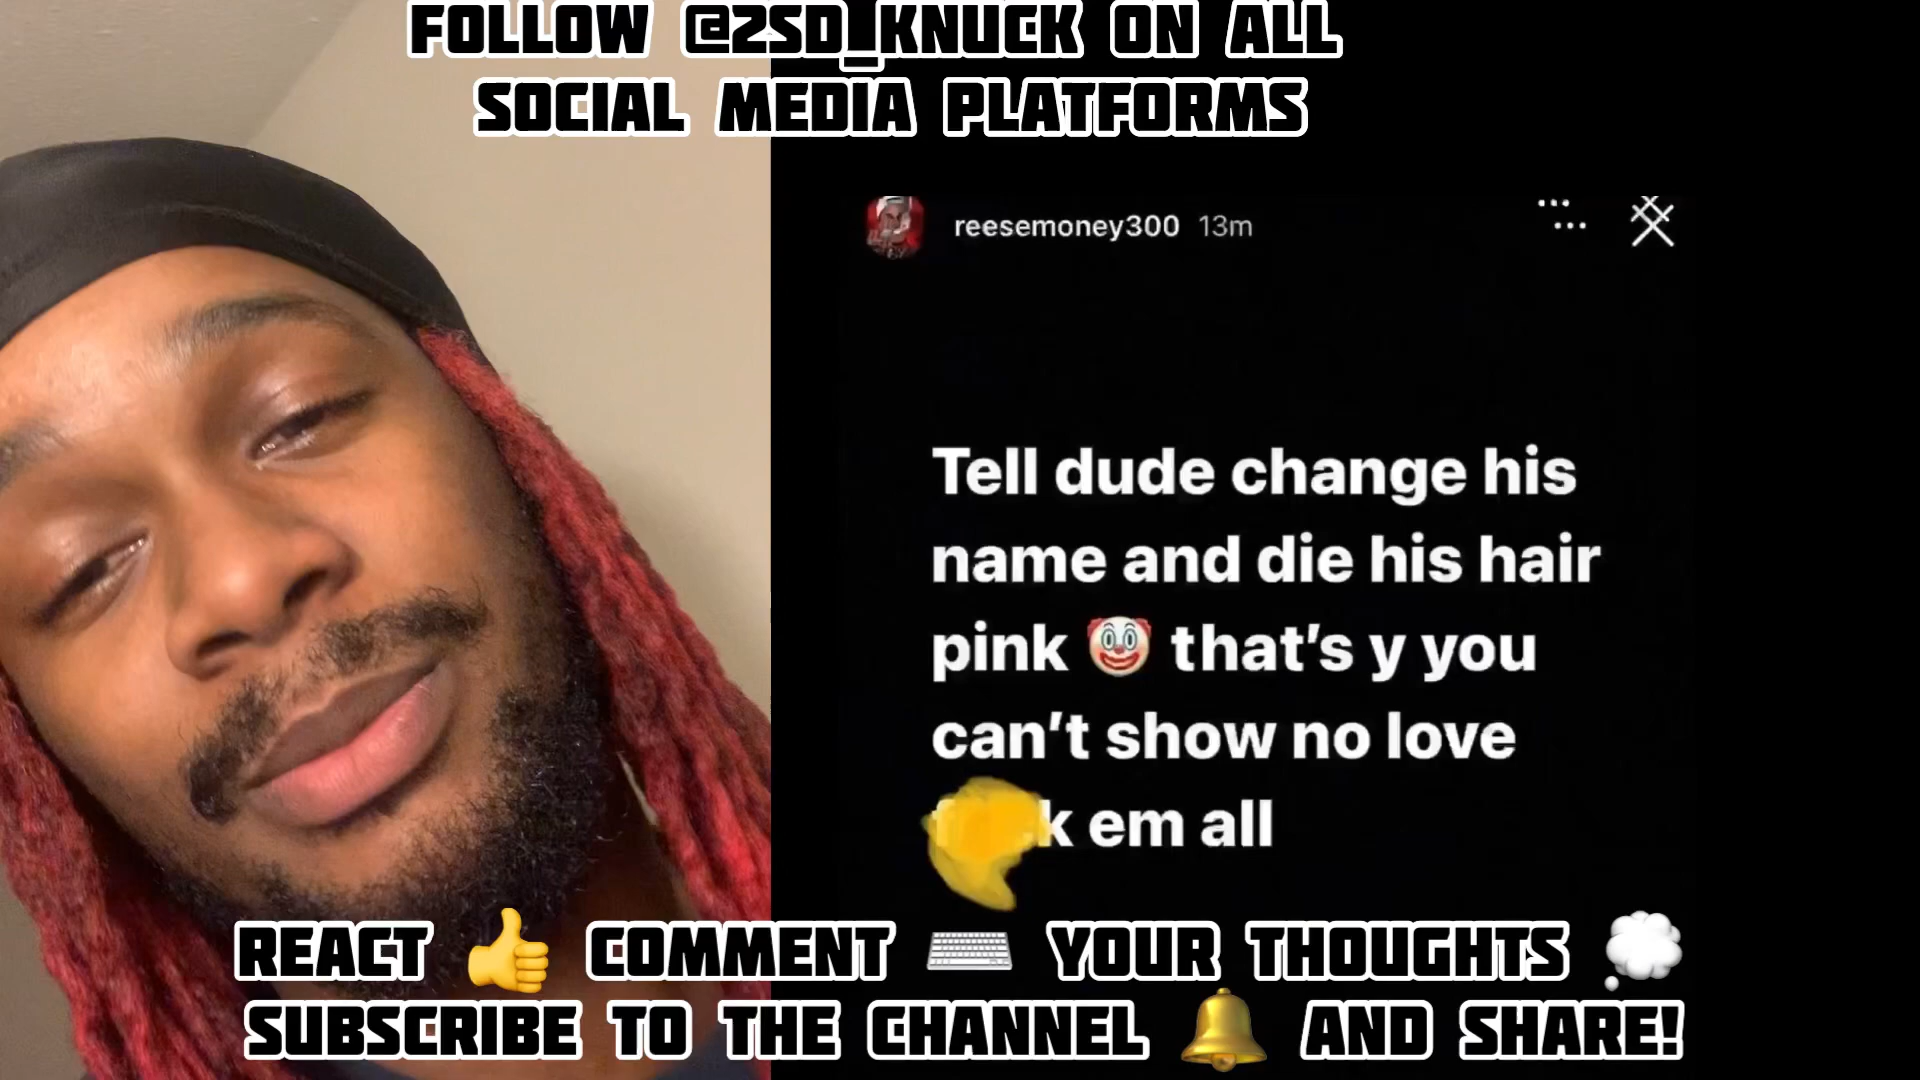 FOLLOW @ZSD_KNUCK ON ALL
SOCIAL MEDIA PLATFORMS
reesemoney300 13m
Tell dude change his
name and die his hair
pink 🤡 that's y you
can't show no love
k em all
REACT 👍 COMMENT ⌨️ YOUR THOUGHTS 💭
SUBSCRIBE TO THE CHANNEL 🔔 AND SHARE!